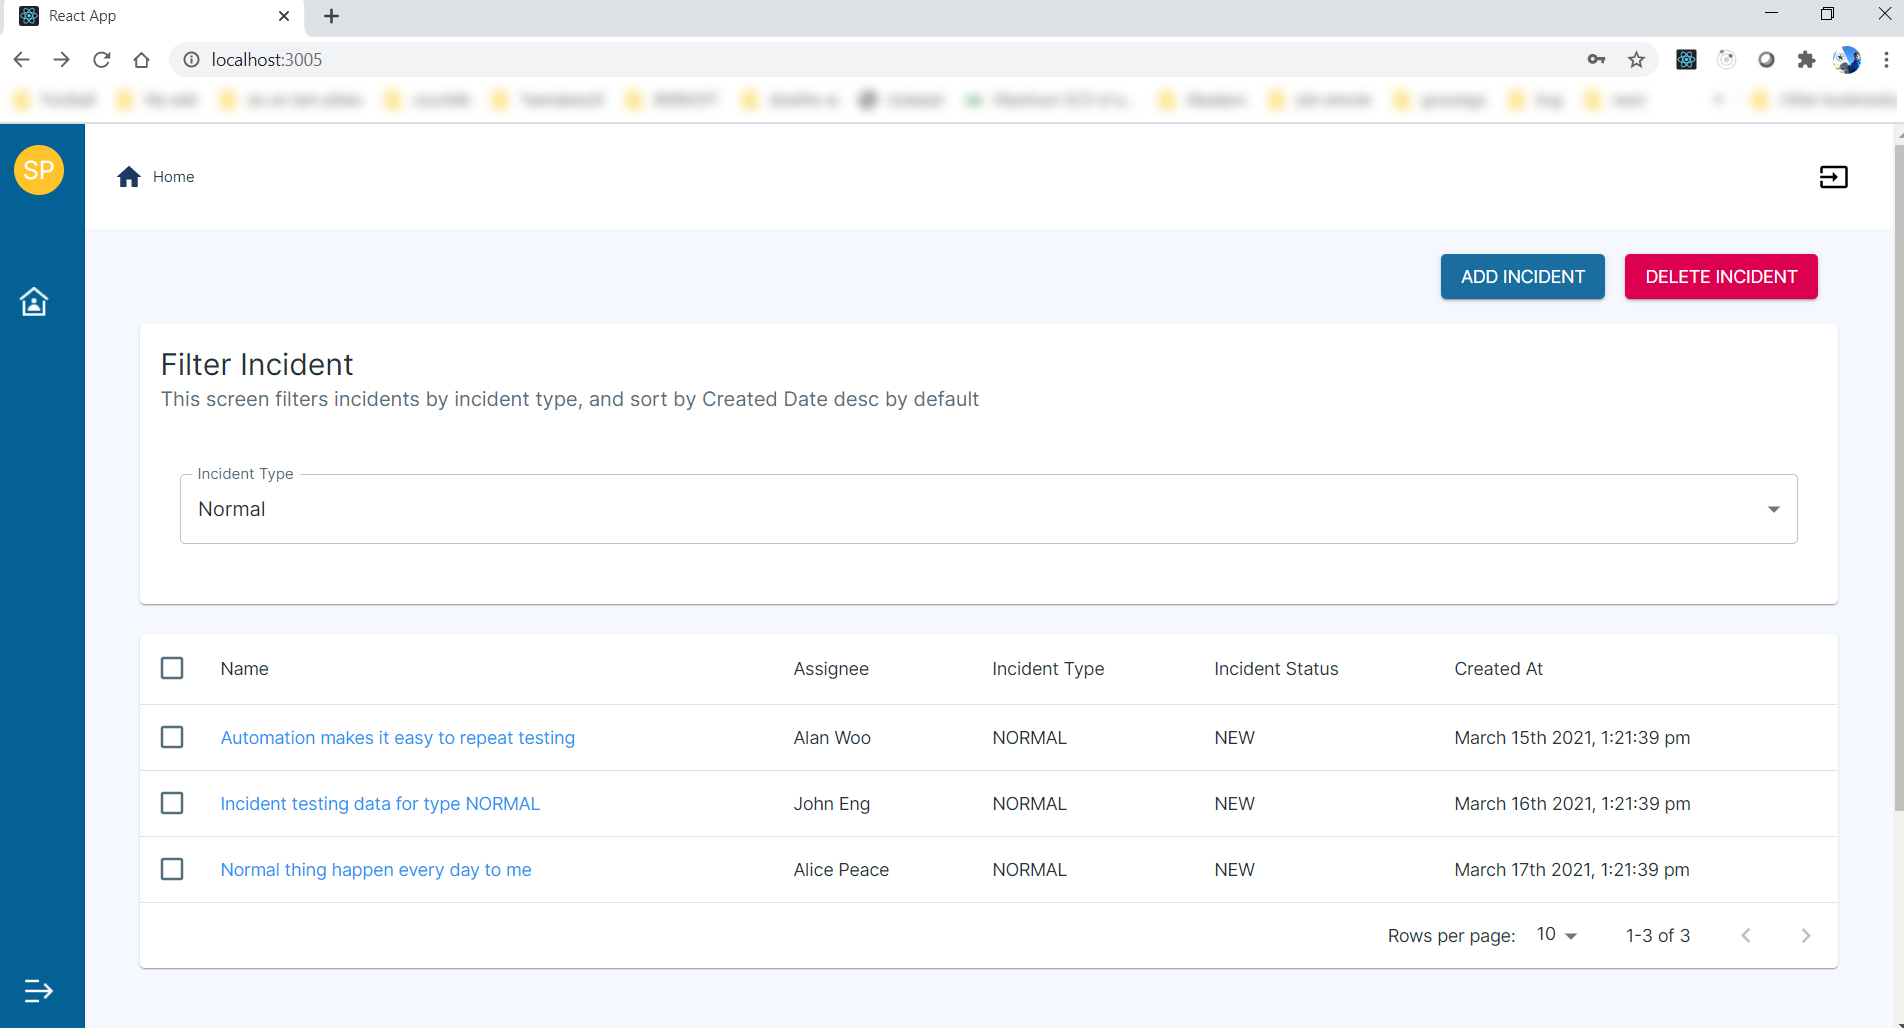 React App
localhost:3005
SP
Home
ADD INCIDENT DELETE INCIDENT
Filter Incident
This screen filters incidents by incident type, and sort by Created Date desc by default
Incident Type
Normal
Name Assignee Incident Type Incident Status Created At
Automation makes it easy to repeat testing Alan Woo NORMAL NEW March 15th 2021, 1:21:39 pm
Incident testing data for type NORMAL John Eng NORMAL NEW March 16th 2021, 1:21:39 pm
Normal thing happen every day to me Alice Peace NORMAL NEW March 17th 2021, 1:21:39 pm
Rows per page: 10 1-3 of 3